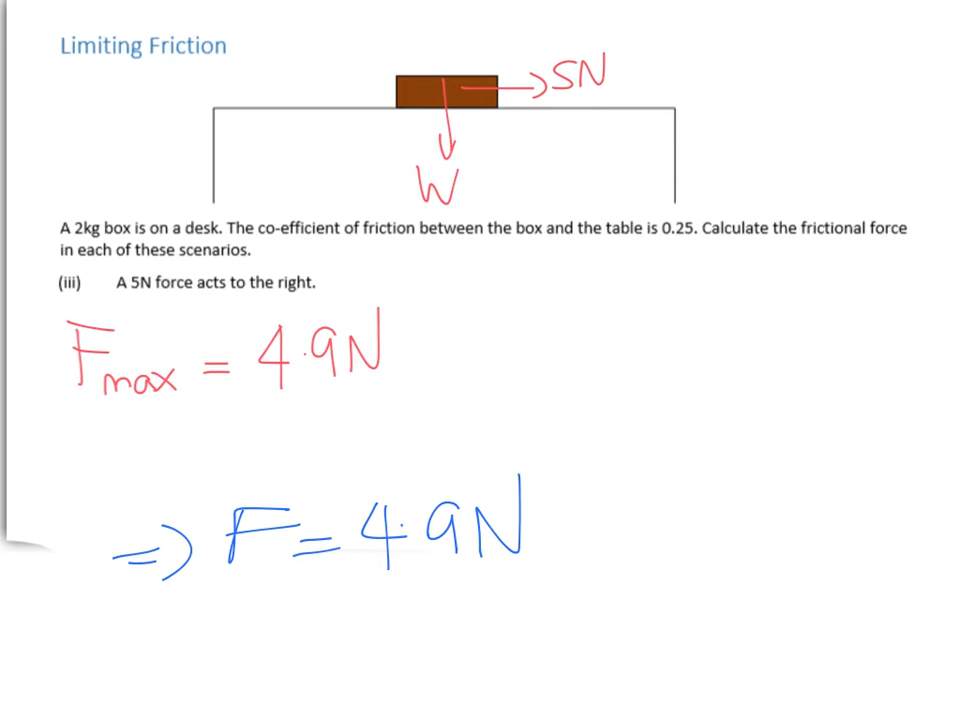 Limiting Friction
5N
W
A 2kg box is on a desk. The co-efficient of friction between the box and the table is 0.25. Calculate the frictional force
in each of these scenarios.
(iii) A 5N force acts to the right.
Fmax = 4.9N
=> F = 4.9N